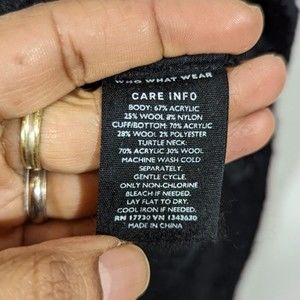 WHO WHAT WEAR
CARE INFO
BODY: 67% ACRYLIC
25% WOOL 8% NYLON
CUFF/BOTTOM: 70% ACRYLIC
28% WOOL 2% POLYESTER
TURTLE NECK:
70% ACRYLIC 30% WOOL
MACHINE WASH COLD
SEPARATELY.
GENTLE CYCLE.
ONLY NON-CHLORINE
BLEACH IF NEEDED.
LAY FLAT TO DRY.
COOL IRON IF NEEDED.
RN 17730 VN 1343630
MADE IN CHINA